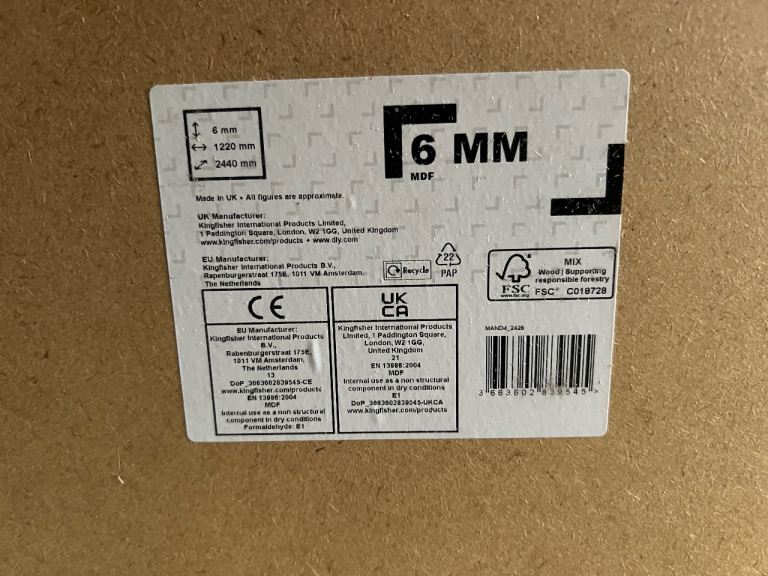 6 mm
1220 mm
2440 mm
6 MM
MDF
Made in UK • All figures are approximate.
UK Manufacturer:
Kingfisher International Products Limited,
1 Paddington Square, London, W2 1GG, United Kingdom
www.kingfisher.com/products • www.diy.com
EU Manufacturer:
Kingfisher International Products B.V.,
Rapenburgerstraat 175E, 1011 VM Amsterdam,
The Netherlands
Recycle
22
PAP
FSC
www.fsc.org
MIX
Wood | Supporting
responsible forestry
FSC® C018728
CE
EU Manufacturer:
Kingfisher International Products
B.V.,
Rabenburgerstraat 175E,
1011 VM Amsterdam,
The Netherlands
13
DoP_3663602839545-CE
www.kingfisher.com/products
EN 13986:2004
MDF
Internal use as a non structural
component in dry conditions
Formaldehyde: E1
UK
CA
Kingfisher International Products
Limited, 1 Paddington Square,
London, W2 1GG,
United Kingdom
21
EN 13986:2004
MDF
Internal use as a non structural
component in dry conditions
E1
DoP_3663602839545-UKCA
www.kingfisher.com/products
MAND4_2426
3 663602 839545 >